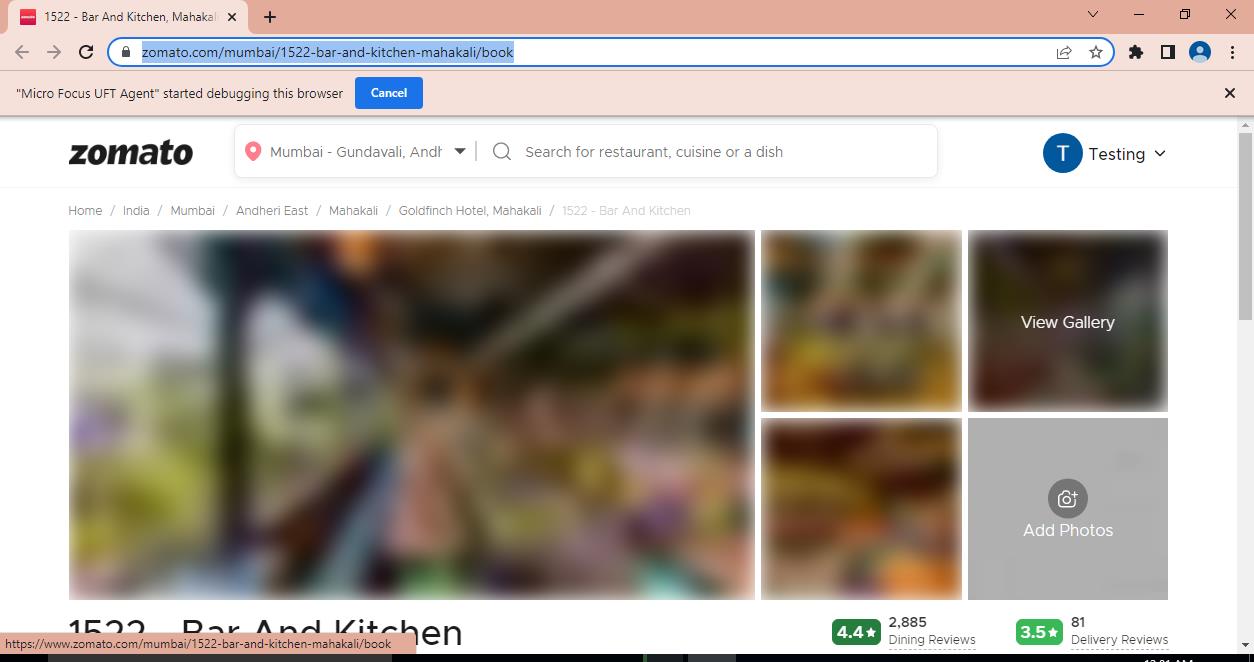 1522 - Bar And Kitchen, Mahakali
zomato.com/mumbai/1522-bar-and-kitchen-mahakali/book
"Micro Focus UFT Agent" started debugging this browser Cancel
zomato Mumbai - Gundavali, Andh Search for restaurant, cuisine or a dish T Testing
Home / India / Mumbai / Andheri East / Mahakali / Goldfinch Hotel, Mahakali / 1522 - Bar And Kitchen
View Gallery
Add Photos
1522 - Bar And Kitchen
4.4★ 2,885 Dining Reviews
3.5★ 81 Delivery Reviews
https://www.zomato.com/mumbai/1522-bar-and-kitchen-mahakali/book